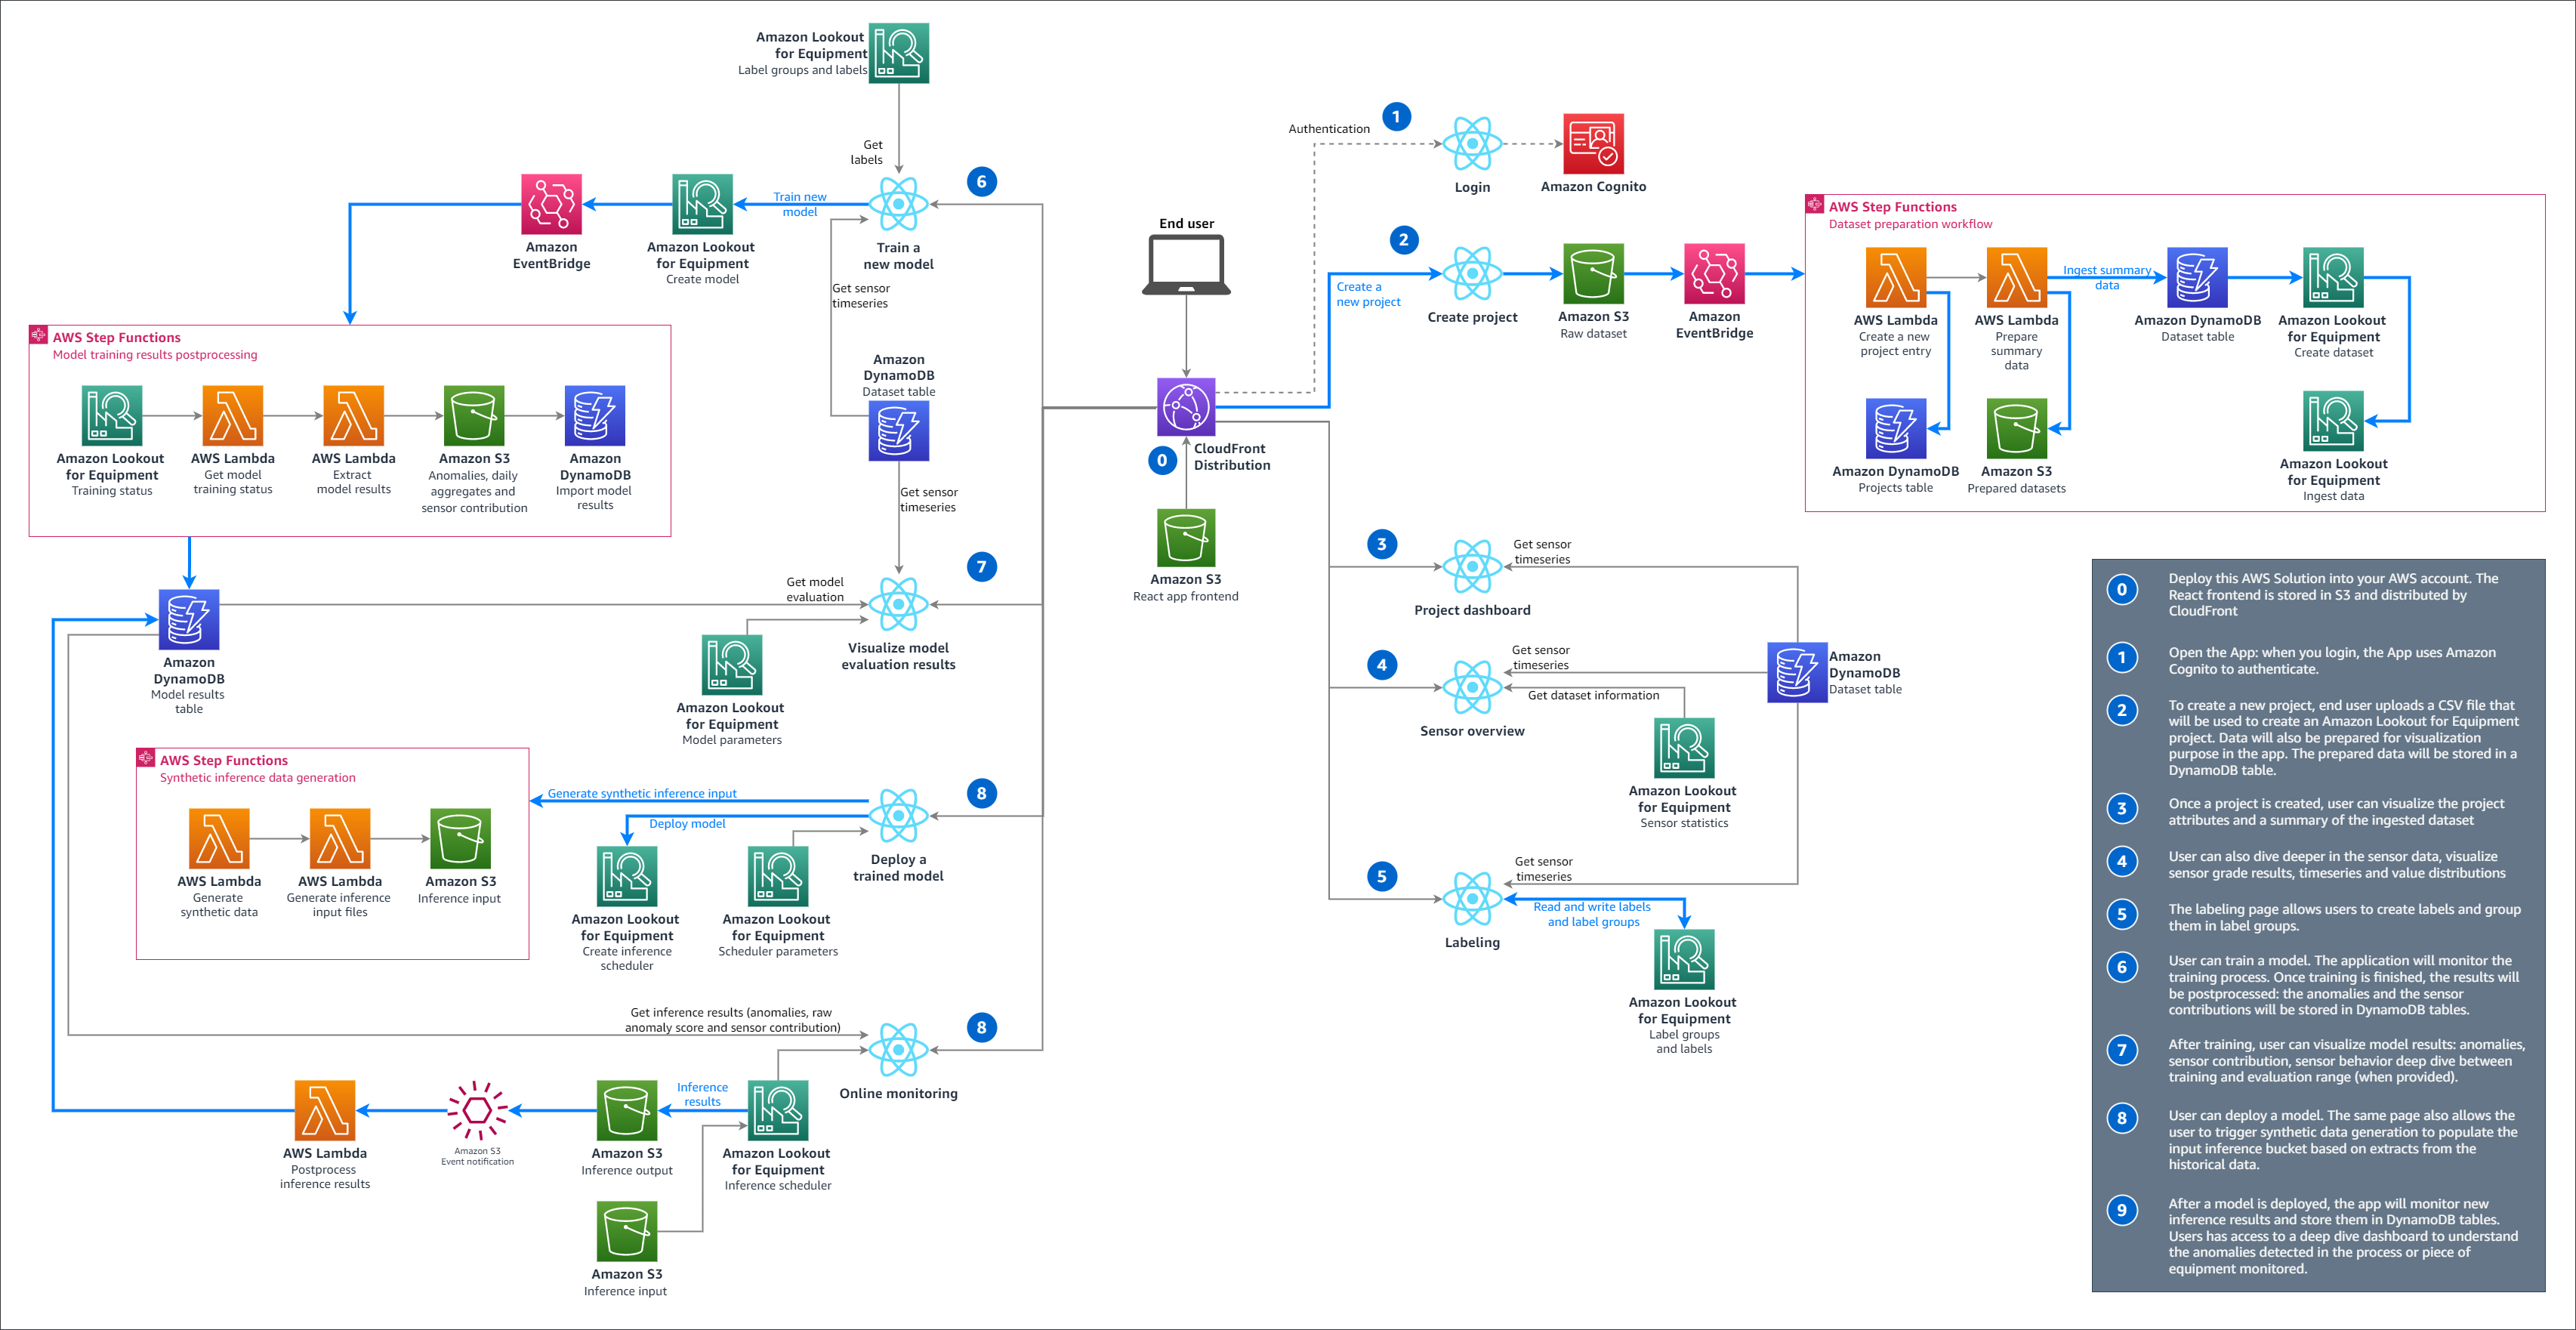 Amazon Lookout
for Equipment
Label groups and labels
Get
labels
6
Train new
model
Amazon
EventBridge
Amazon Lookout
for Equipment
Create model
Train a
new model
Get sensor
timeseries
AWS Step Functions
Model training results postprocessing
Amazon Lookout
for Equipment
Training status
AWS Lambda
Get model
training status
AWS Lambda
Extract
model results
Amazon S3
Anomalies, daily
aggregates and
sensor contribution
Amazon
DynamoDB
Import model
results
Amazon
DynamoDB
Dataset table
Get sensor
timeseries
7
Get model
evaluation
Visualize model
evaluation results
Amazon
DynamoDB
Model results
table
Amazon Lookout
for Equipment
Model parameters
AWS Step Functions
Synthetic inference data generation
AWS Lambda
Generate
synthetic data
AWS Lambda
Generate inference
input files
Amazon S3
Inference input
Generate synthetic inference input
Deploy model
8
Deploy a
trained model
Amazon Lookout
for Equipment
Create inference
scheduler
Amazon Lookout
for Equipment
Scheduler parameters
Get inference results (anomalies, raw
anomaly score and sensor contribution)
8
Online monitoring
Inference
results
AWS Lambda
Postprocess
inference results
Amazon S3
Event notification
Amazon S3
Inference output
Amazon Lookout
for Equipment
Inference scheduler
Amazon S3
Inference input
End user
CloudFront
Distribution
0
Amazon S3
React app frontend
Authentication
1
Login
Amazon Cognito
2
Create a
new project
Create project
Amazon S3
Raw dataset
Amazon
EventBridge
AWS Step Functions
Dataset preparation workflow
AWS Lambda
Create a new
project entry
AWS Lambda
Prepare
summary
data
Ingest summary
data
Amazon DynamoDB
Dataset table
Amazon Lookout
for Equipment
Create dataset
Amazon DynamoDB
Projects table
Amazon S3
Prepared datasets
Amazon Lookout
for Equipment
Ingest data
3
Get sensor
timeseries
Project dashboard
4
Get sensor
timeseries
Get dataset information
Sensor overview
Amazon
DynamoDB
Dataset table
Amazon Lookout
for Equipment
Sensor statistics
5
Get sensor
timeseries
Read and write labels
and label groups
Labeling
Amazon Lookout
for Equipment
Label groups
and labels
0
Deploy this AWS Solution into your AWS account. The
React frontend is stored in S3 and distributed by
CloudFront
1
Open the App: when you login, the App uses Amazon
Cognito to authenticate.
2
To create a new project, end user uploads a CSV file that
will be used to create an Amazon Lookout for Equipment
project. Data will also be prepared for visualization
purpose in the app. The prepared data will be stored in a
DynamoDB table.
3
Once a project is created, user can visualize the project
attributes and a summary of the ingested dataset
4
User can also dive deeper in the sensor data, visualize
sensor grade results, timeseries and value distributions
5
The labeling page allows users to create labels and group
them in label groups.
6
User can train a model. The application will monitor the
training process. Once training is finished, the results will
be postprocessed: the anomalies and the sensor
contributions will be stored in DynamoDB tables.
7
After training, user can visualize model results: anomalies,
sensor contribution, sensor behavior deep dive between
training and evaluation range (when provided).
8
User can deploy a model. The same page also allows the
user to trigger synthetic data generation to populate the
input inference bucket based on extracts from the
historical data.
9
After a model is deployed, the app will monitor new
inference results and store them in DynamoDB tables.
Users has access to a deep dive dashboard to understand
the anomalies detected in the process or piece of
equipment monitored.